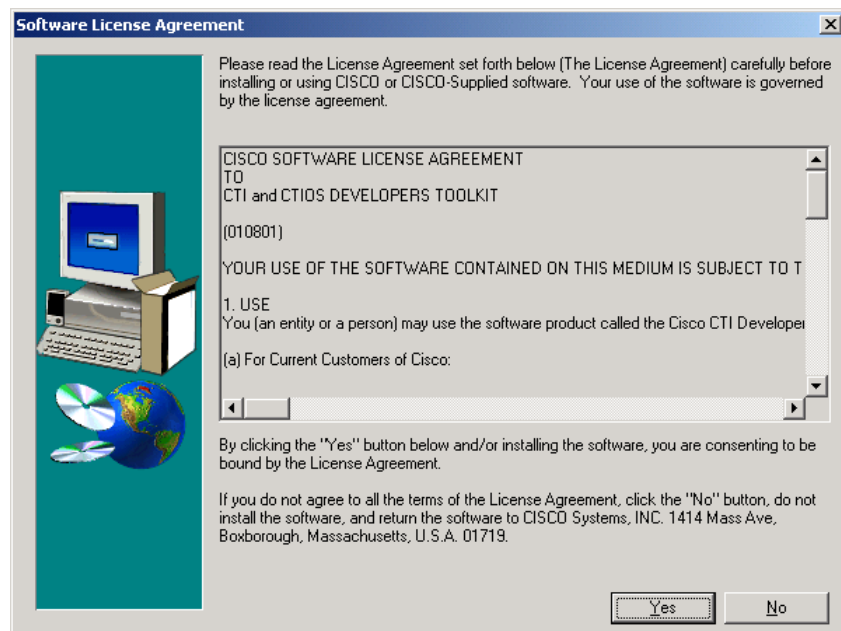 Software License Agreement
Please read the License Agreement set forth below (The License Agreement) carefully before
installing or using CISCO or CISCO-Supplied software. Your use of the software is governed
by the license agreement.
CISCO SOFTWARE LICENSE AGREEMENT
TO
CTI and CTIOS DEVELOPERS TOOLKIT
(010801)
YOUR USE OF THE SOFTWARE CONTAINED ON THIS MEDIUM IS SUBJECT TO T
1. USE
You (an entity or a person) may use the software product called the Cisco CTI Developer
(a) For Current Customers of Cisco:
By clicking the "Yes" button below and/or installing the software, you are consenting to be
bound by the License Agreement.
If you do not agree to all the terms of the License Agreement, click the "No" button, do not
install the software, and return the software to CISCO Systems, INC. 1414 Mass Ave,
Boxborough, Massachusetts, U.S.A. 01719.
Yes No